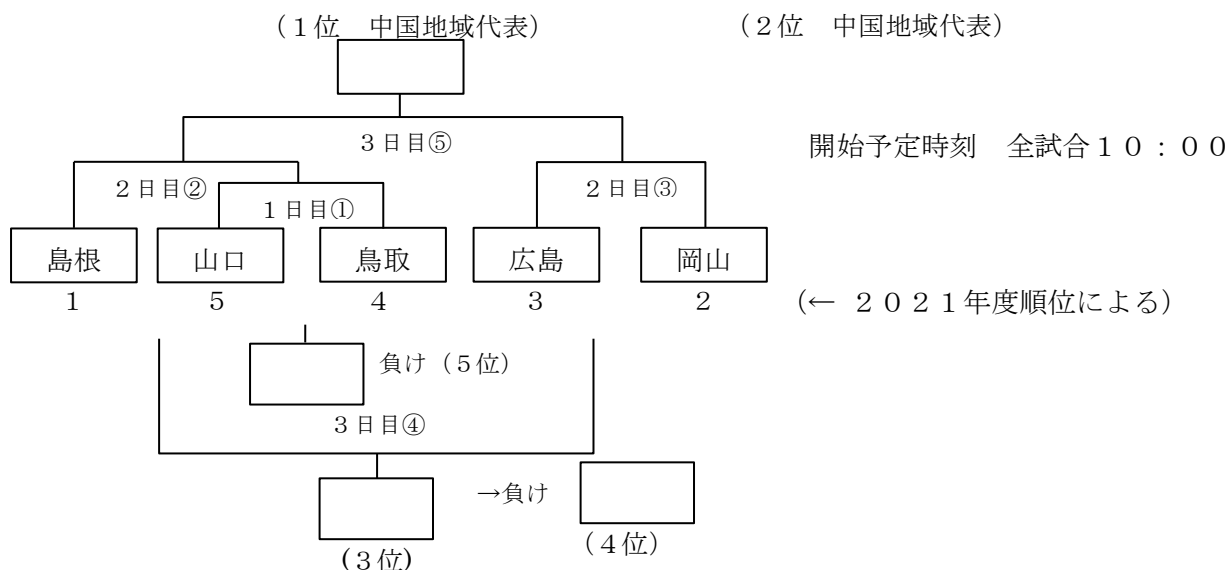 （１位　中国地域代表）　（２位　中国地域代表）
３日目⑤
開始予定時刻　全試合１０：００
２日目②　２日目③
１日目①
島根　山口　鳥取　広島　岡山
１　５　４　３　２　（← ２０２１年度順位による）
負け（５位）
３日目④
→負け
（３位）　（４位）